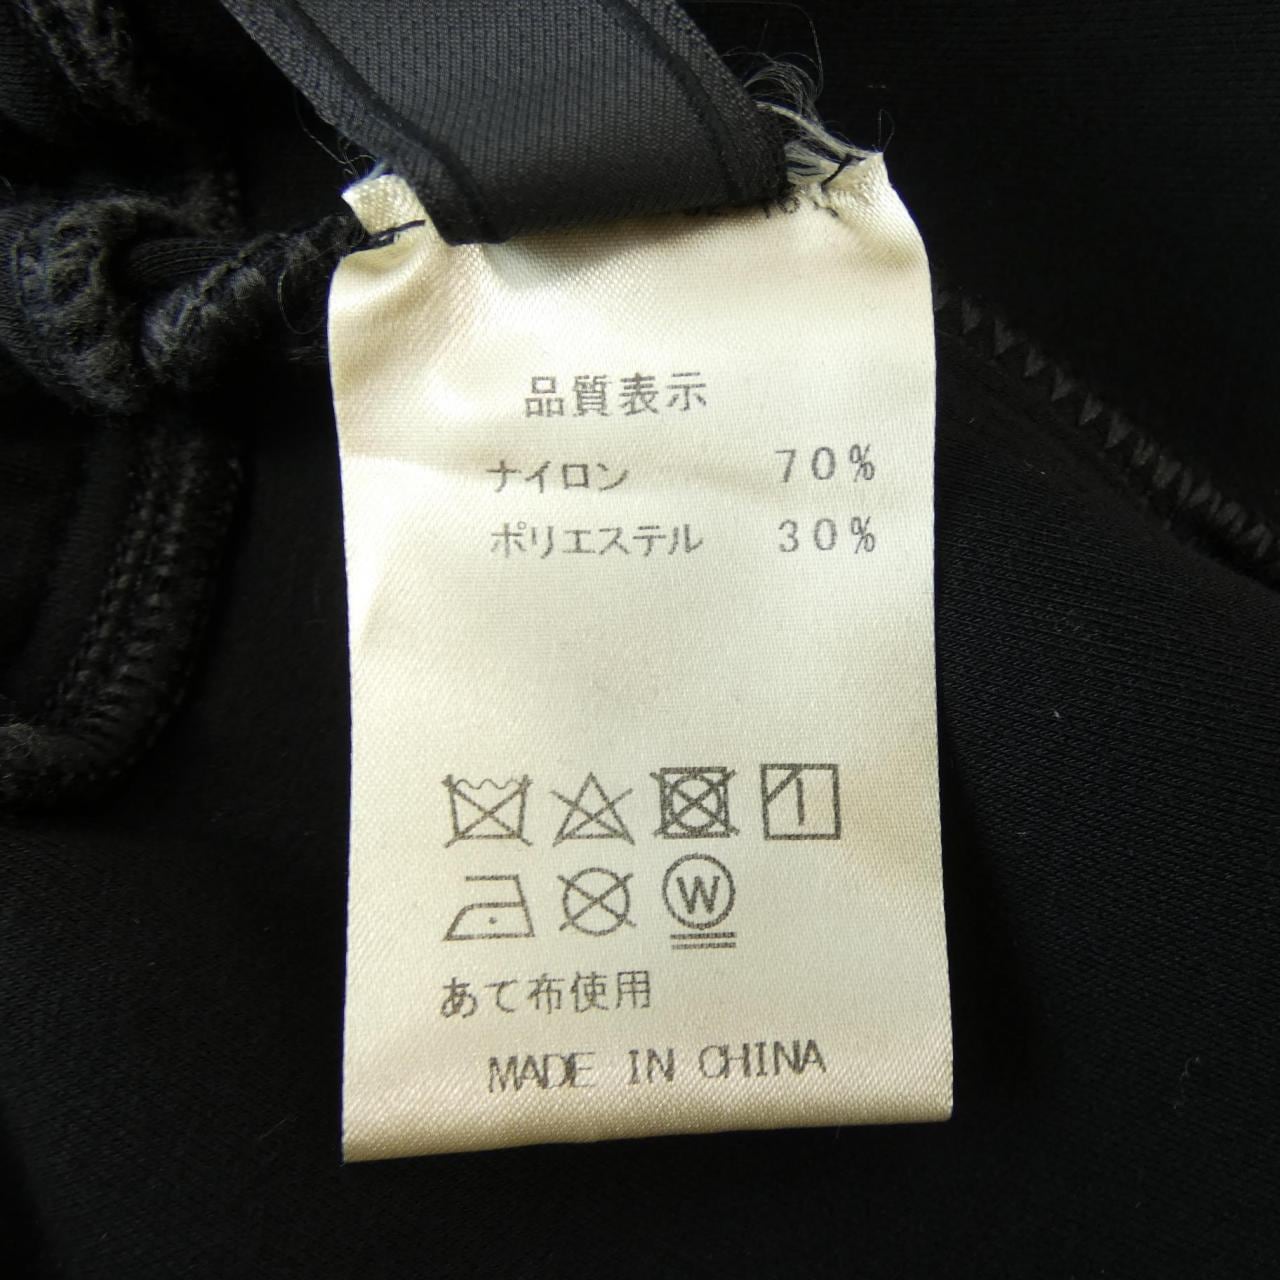 品質表示
ナイロン 70%
ポリエステル 30%
W
あて布使用
MADE IN CHINA